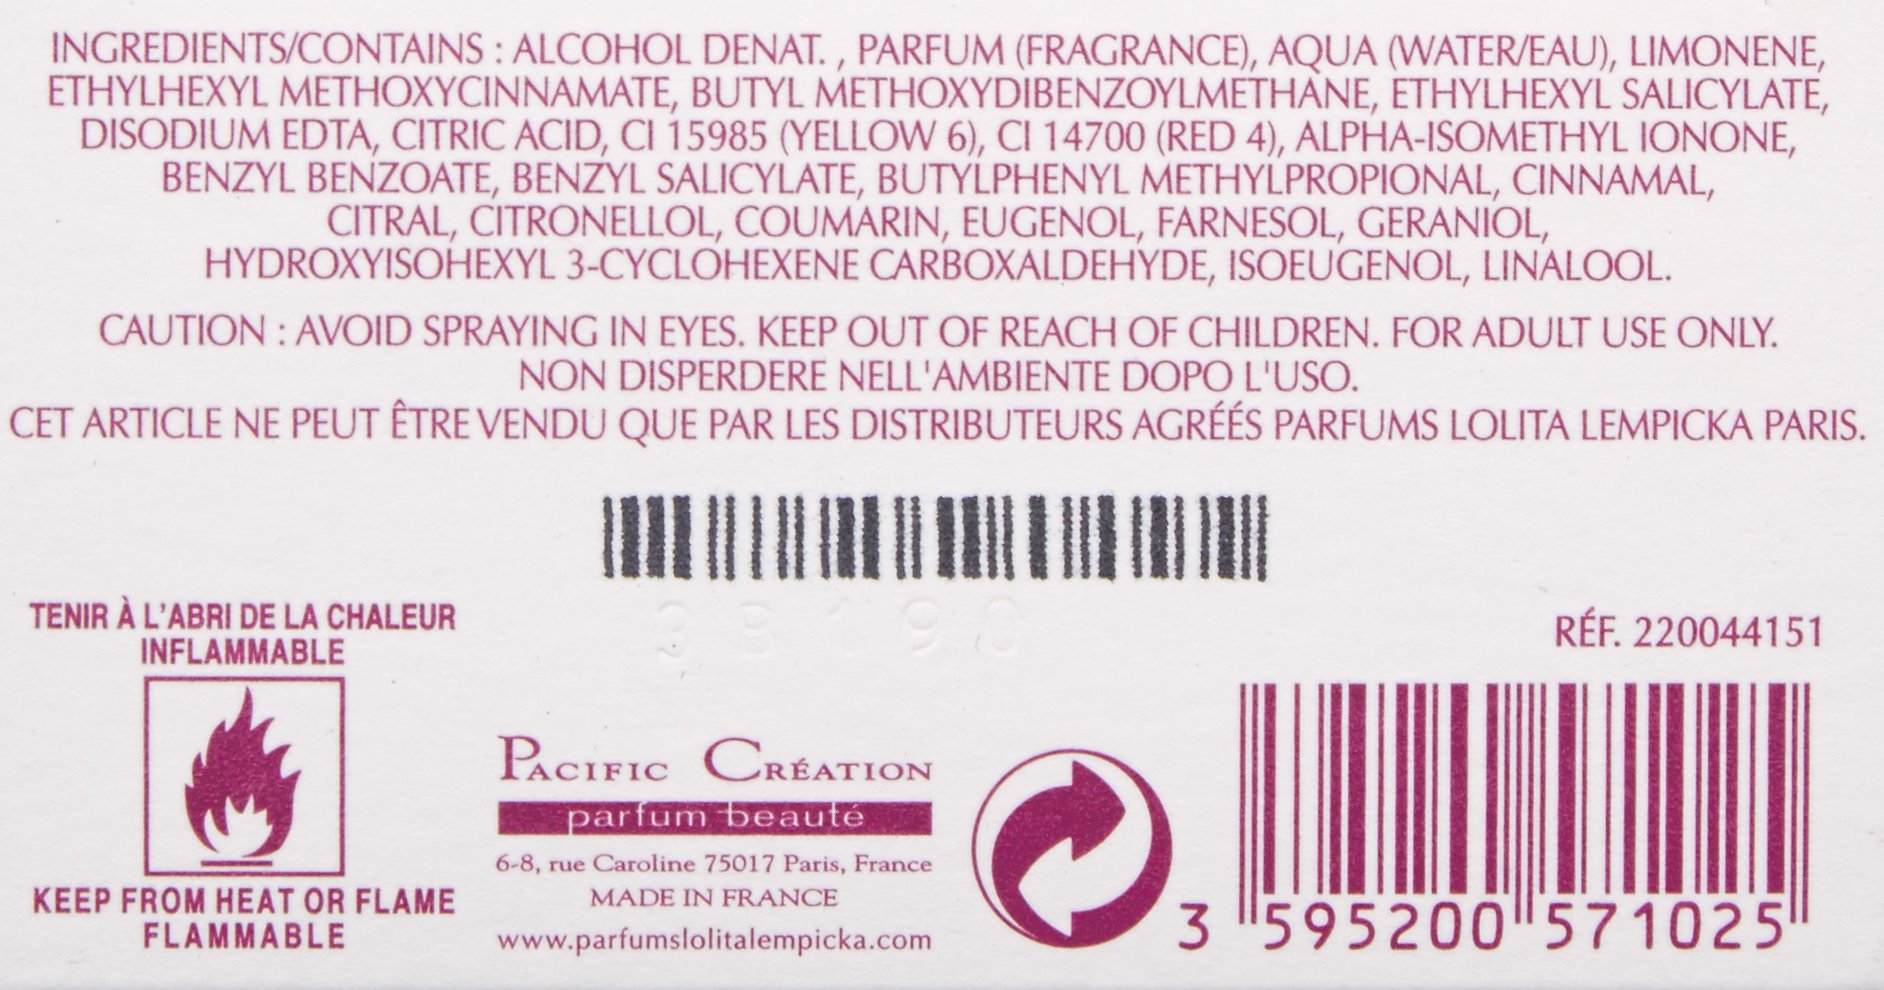 INGREDIENTS/CONTAINS : ALCOHOL DENAT. , PARFUM (FRAGRANCE), AQUA (WATER/EAU), LIMONENE,
ETHYLHEXYL METHOXYCINNAMATE, BUTYL METHOXYDIBENZOYLMETHANE, ETHYLHEXYL SALICYLATE,
DISODIUM EDTA, CITRIC ACID, CI 15985 (YELLOW 6), CI 14700 (RED 4), ALPHA-ISOMETHYL IONONE,
BENZYL BENZOATE, BENZYL SALICYLATE, BUTYLPHENYL METHYLPROPIONAL, CINNAMAL,
CITRAL, CITRONELLOL, COUMARIN, EUGENOL, FARNESOL, GERANIOL,
HYDROXYISOHEXYL 3-CYCLOHEXENE CARBOXALDEHYDE, ISOEUGENOL, LINALOOL.
CAUTION : AVOID SPRAYING IN EYES. KEEP OUT OF REACH OF CHILDREN. FOR ADULT USE ONLY.
NON DISPERDERE NELL'AMBIENTE DOPO L'USO.
CET ARTICLE NE PEUT ÊTRE VENDU QUE PAR LES DISTRIBUTEURS AGRÉÉS PARFUMS LOLITA LEMPICKA PARIS.
TENIR À L'ABRI DE LA CHALEUR
INFLAMMABLE
KEEP FROM HEAT OR FLAME
FLAMMABLE
PACIFIC CRÉATION
parfum beauté
6-8, rue Caroline 75017 Paris, France
MADE IN FRANCE
www.parfumslolitalempicka.com
RÉF. 220044151
3 595200 571025